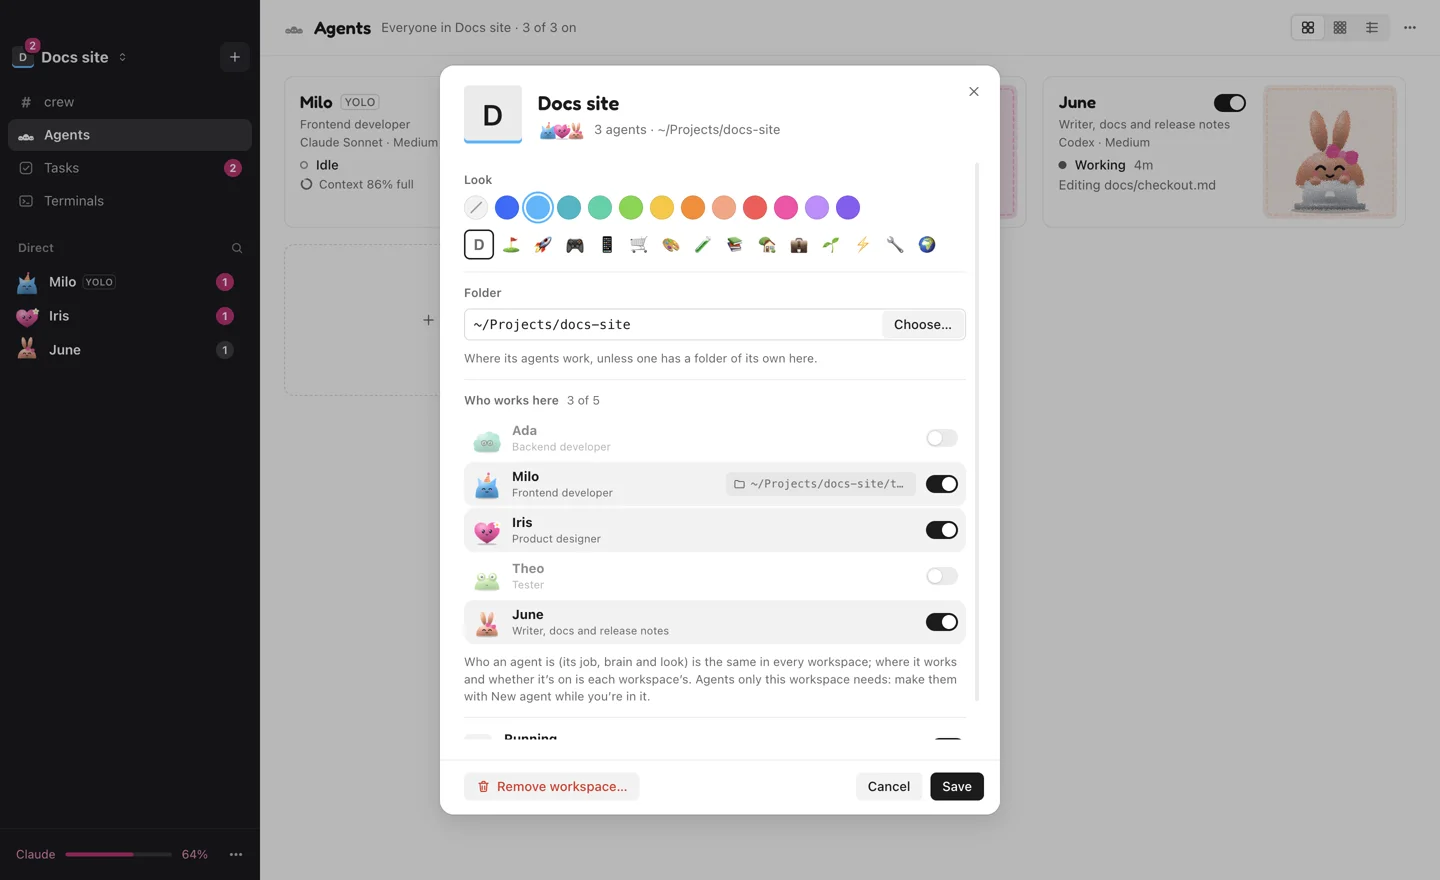 2
D Docs site
# crew
Agents
Tasks 2
Terminals
Direct
Milo YOLO 1
Iris 1
June 1
Claude 64%
Agents Everyone in Docs site · 3 of 3 on
Milo YOLO
Frontend developer
Claude Sonnet · Medium
Idle
Context 86% full
June
Writer, docs and release notes
Codex · Medium
Working 4m
Editing docs/checkout.md
D
Docs site
3 agents · ~/Projects/docs-site
Look
D
Folder
~/Projects/docs-site
Choose...
Where its agents work, unless one has a folder of its own here.
Who works here 3 of 5
Ada
Backend developer
Milo
Frontend developer
~/Projects/docs-site/t…
Iris
Product designer
Theo
Tester
June
Writer, docs and release notes
Who an agent is (its job, brain and look) is the same in every workspace; where it works
and whether it's on is each workspace's. Agents only this workspace needs: make them
with New agent while you're in it.
Running
Remove workspace...
Cancel
Save